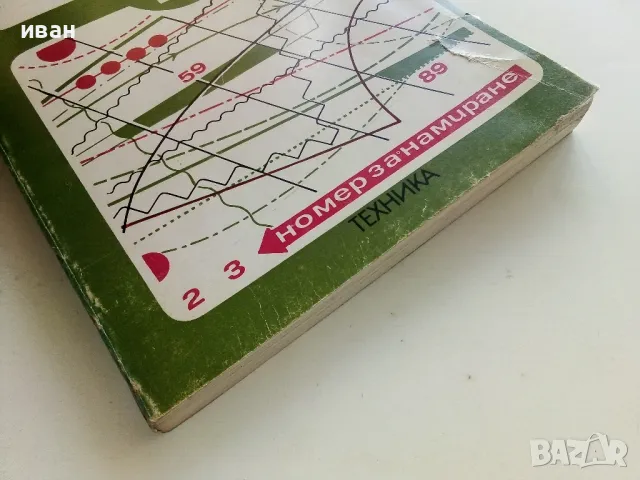 иван
59
89
номер за намиране
ТЕХНИКА
2 3
BAZAR